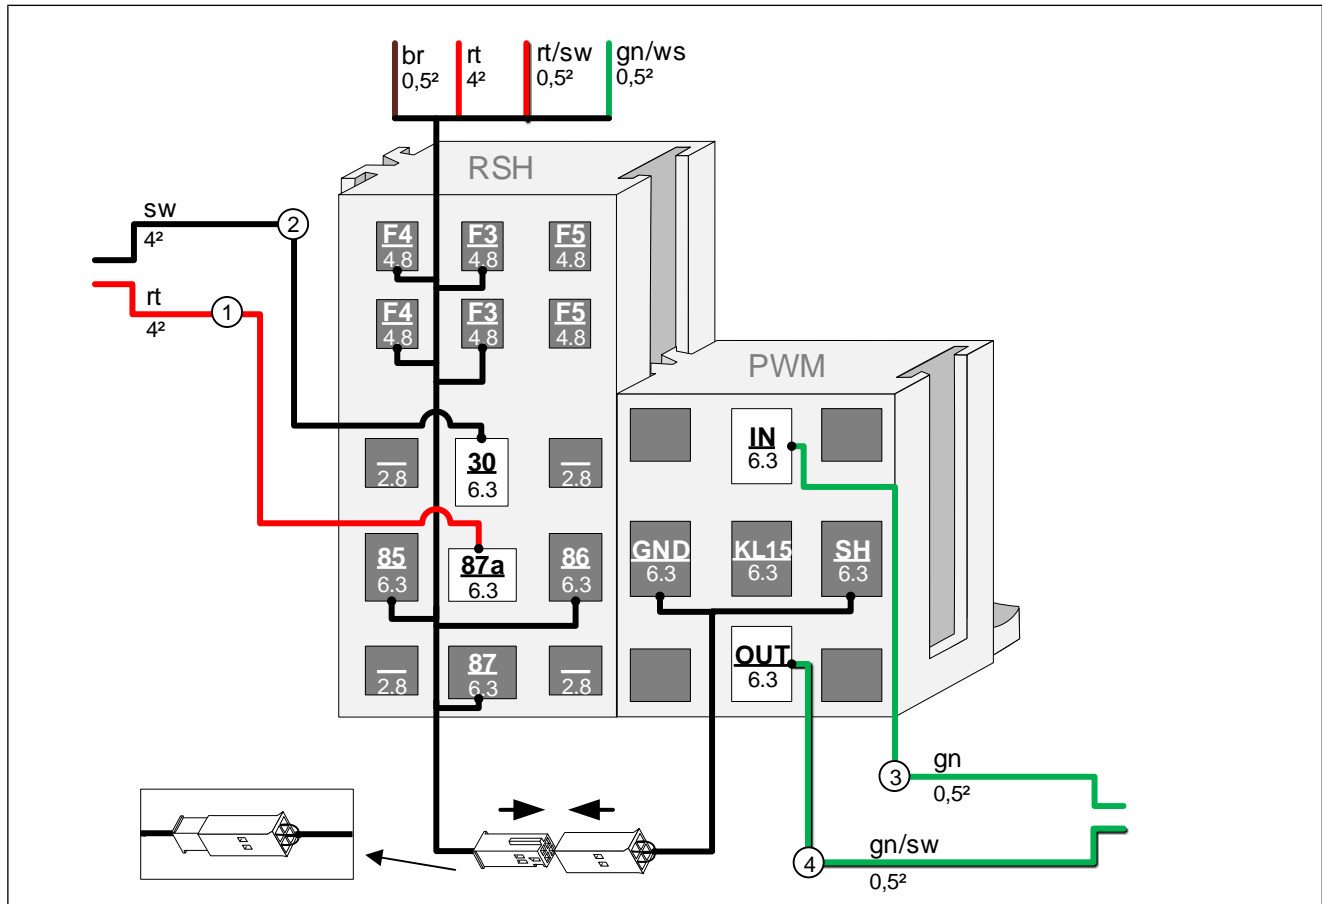 br
0,5²
rt
4²
rt/sw
0,5²
gn/ws
0,5²
RSH
sw
4²
2
F4
4.8
F3
4.8
F5
4.8
rt
4²
1
F4
4.8
F3
4.8
F5
4.8
PWM
2.8
30
6.3
2.8
IN
6.3
85
6.3
87a
6.3
86
6.3
GND
6.3
KL15
6.3
SH
6.3
2.8
87
6.3
2.8
OUT
6.3
3
gn
0,5²
4
gn/sw
0,5²